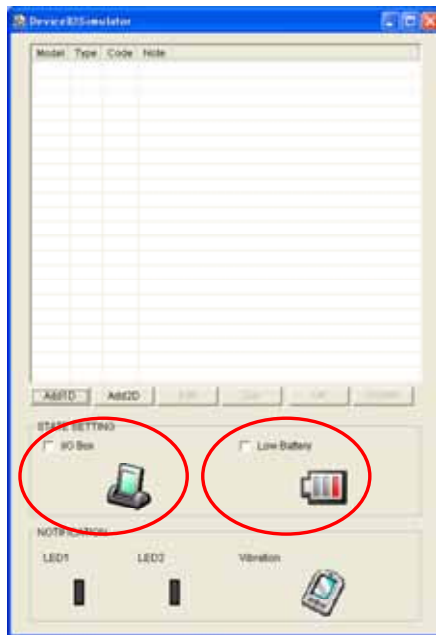 DeviceIOSimulator
Model Type Code Note
Add1D Add2D
STATE SETTING
I/O Box Low Battery
NOTIFICATION
LED1 LED2 Vibration